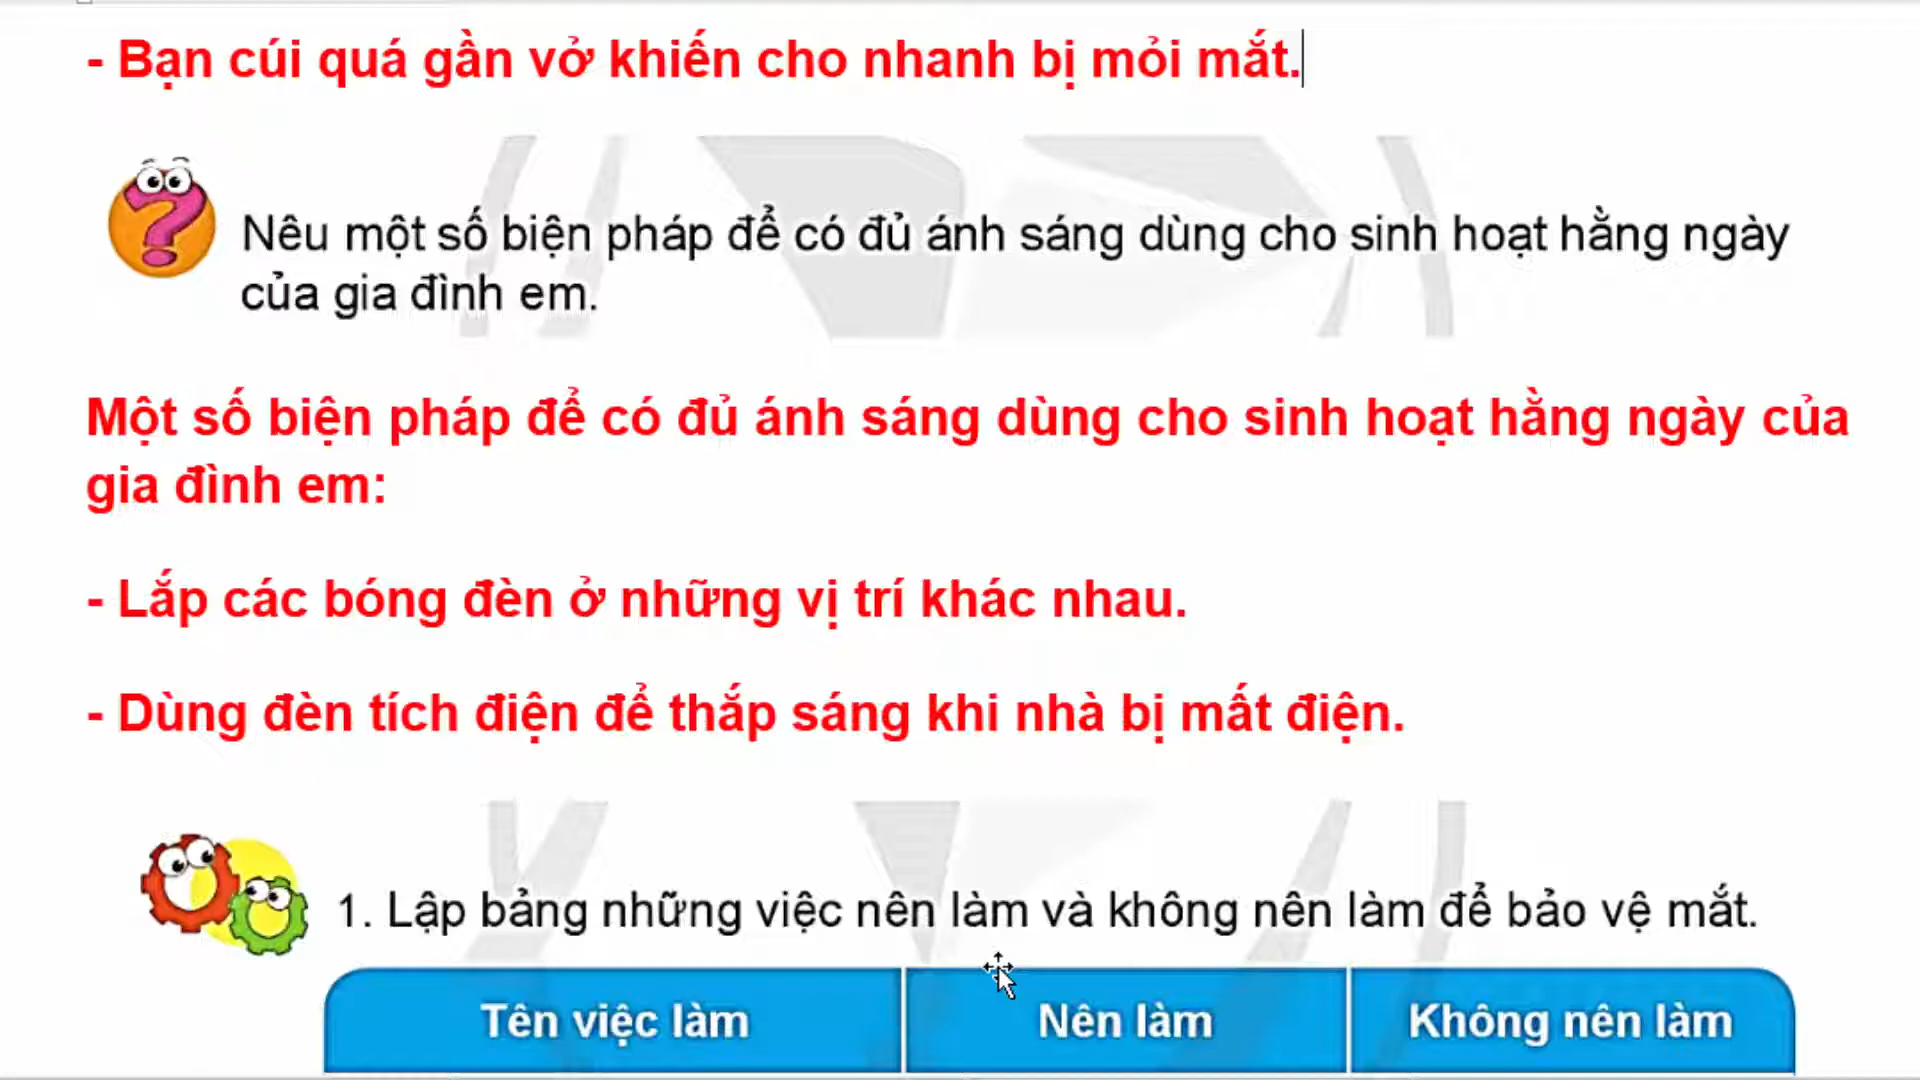 - Bạn cúi quá gần vở khiến cho nhanh bị mỏi mắt.
Nêu một số biện pháp để có đủ ánh sáng dùng cho sinh hoạt hằng ngày
của gia đình em.
Một số biện pháp để có đủ ánh sáng dùng cho sinh hoạt hằng ngày của
gia đình em:
- Lắp các bóng đèn ở những vị trí khác nhau.
- Dùng đèn tích điện để thắp sáng khi nhà bị mất điện.
1. Lập bảng những việc nên làm và không nên làm để bảo vệ mắt.
Tên việc làm Nên làm Không nên làm